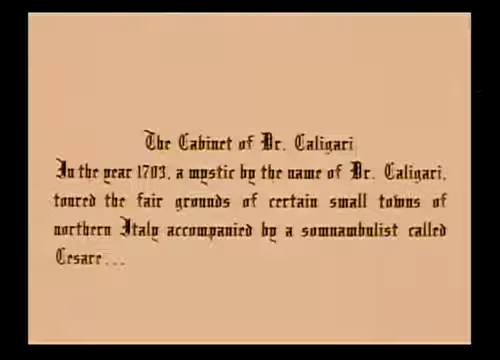 The Cabinet of Dr. Caligari
In the year 1703, a mystic by the name of Dr. Caligari,
toured the fair grounds of certain small towns of
northern Italy accompanied by a somnambulist called
Cesare...